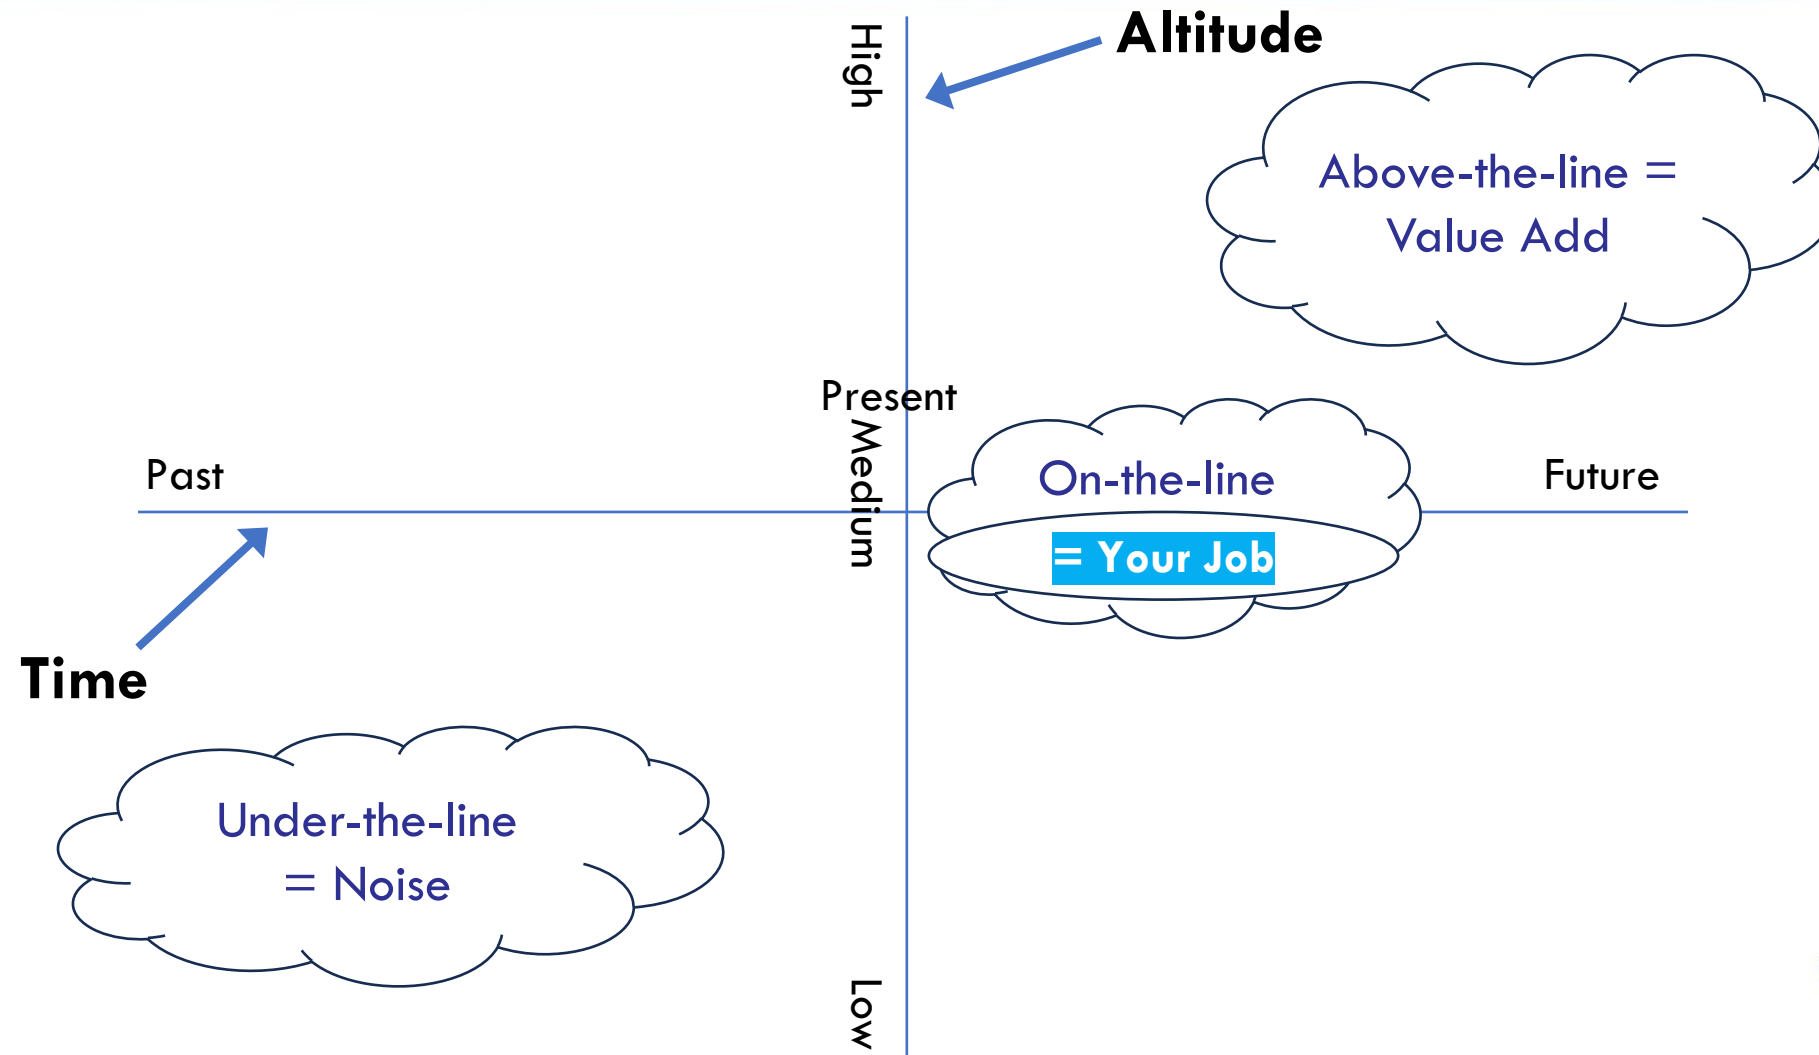 High
Altitude
Above-the-line =
Value Add
Present
Medium
Past
On-the-line
= Your Job
Future
Time
Under-the-line
= Noise
Low